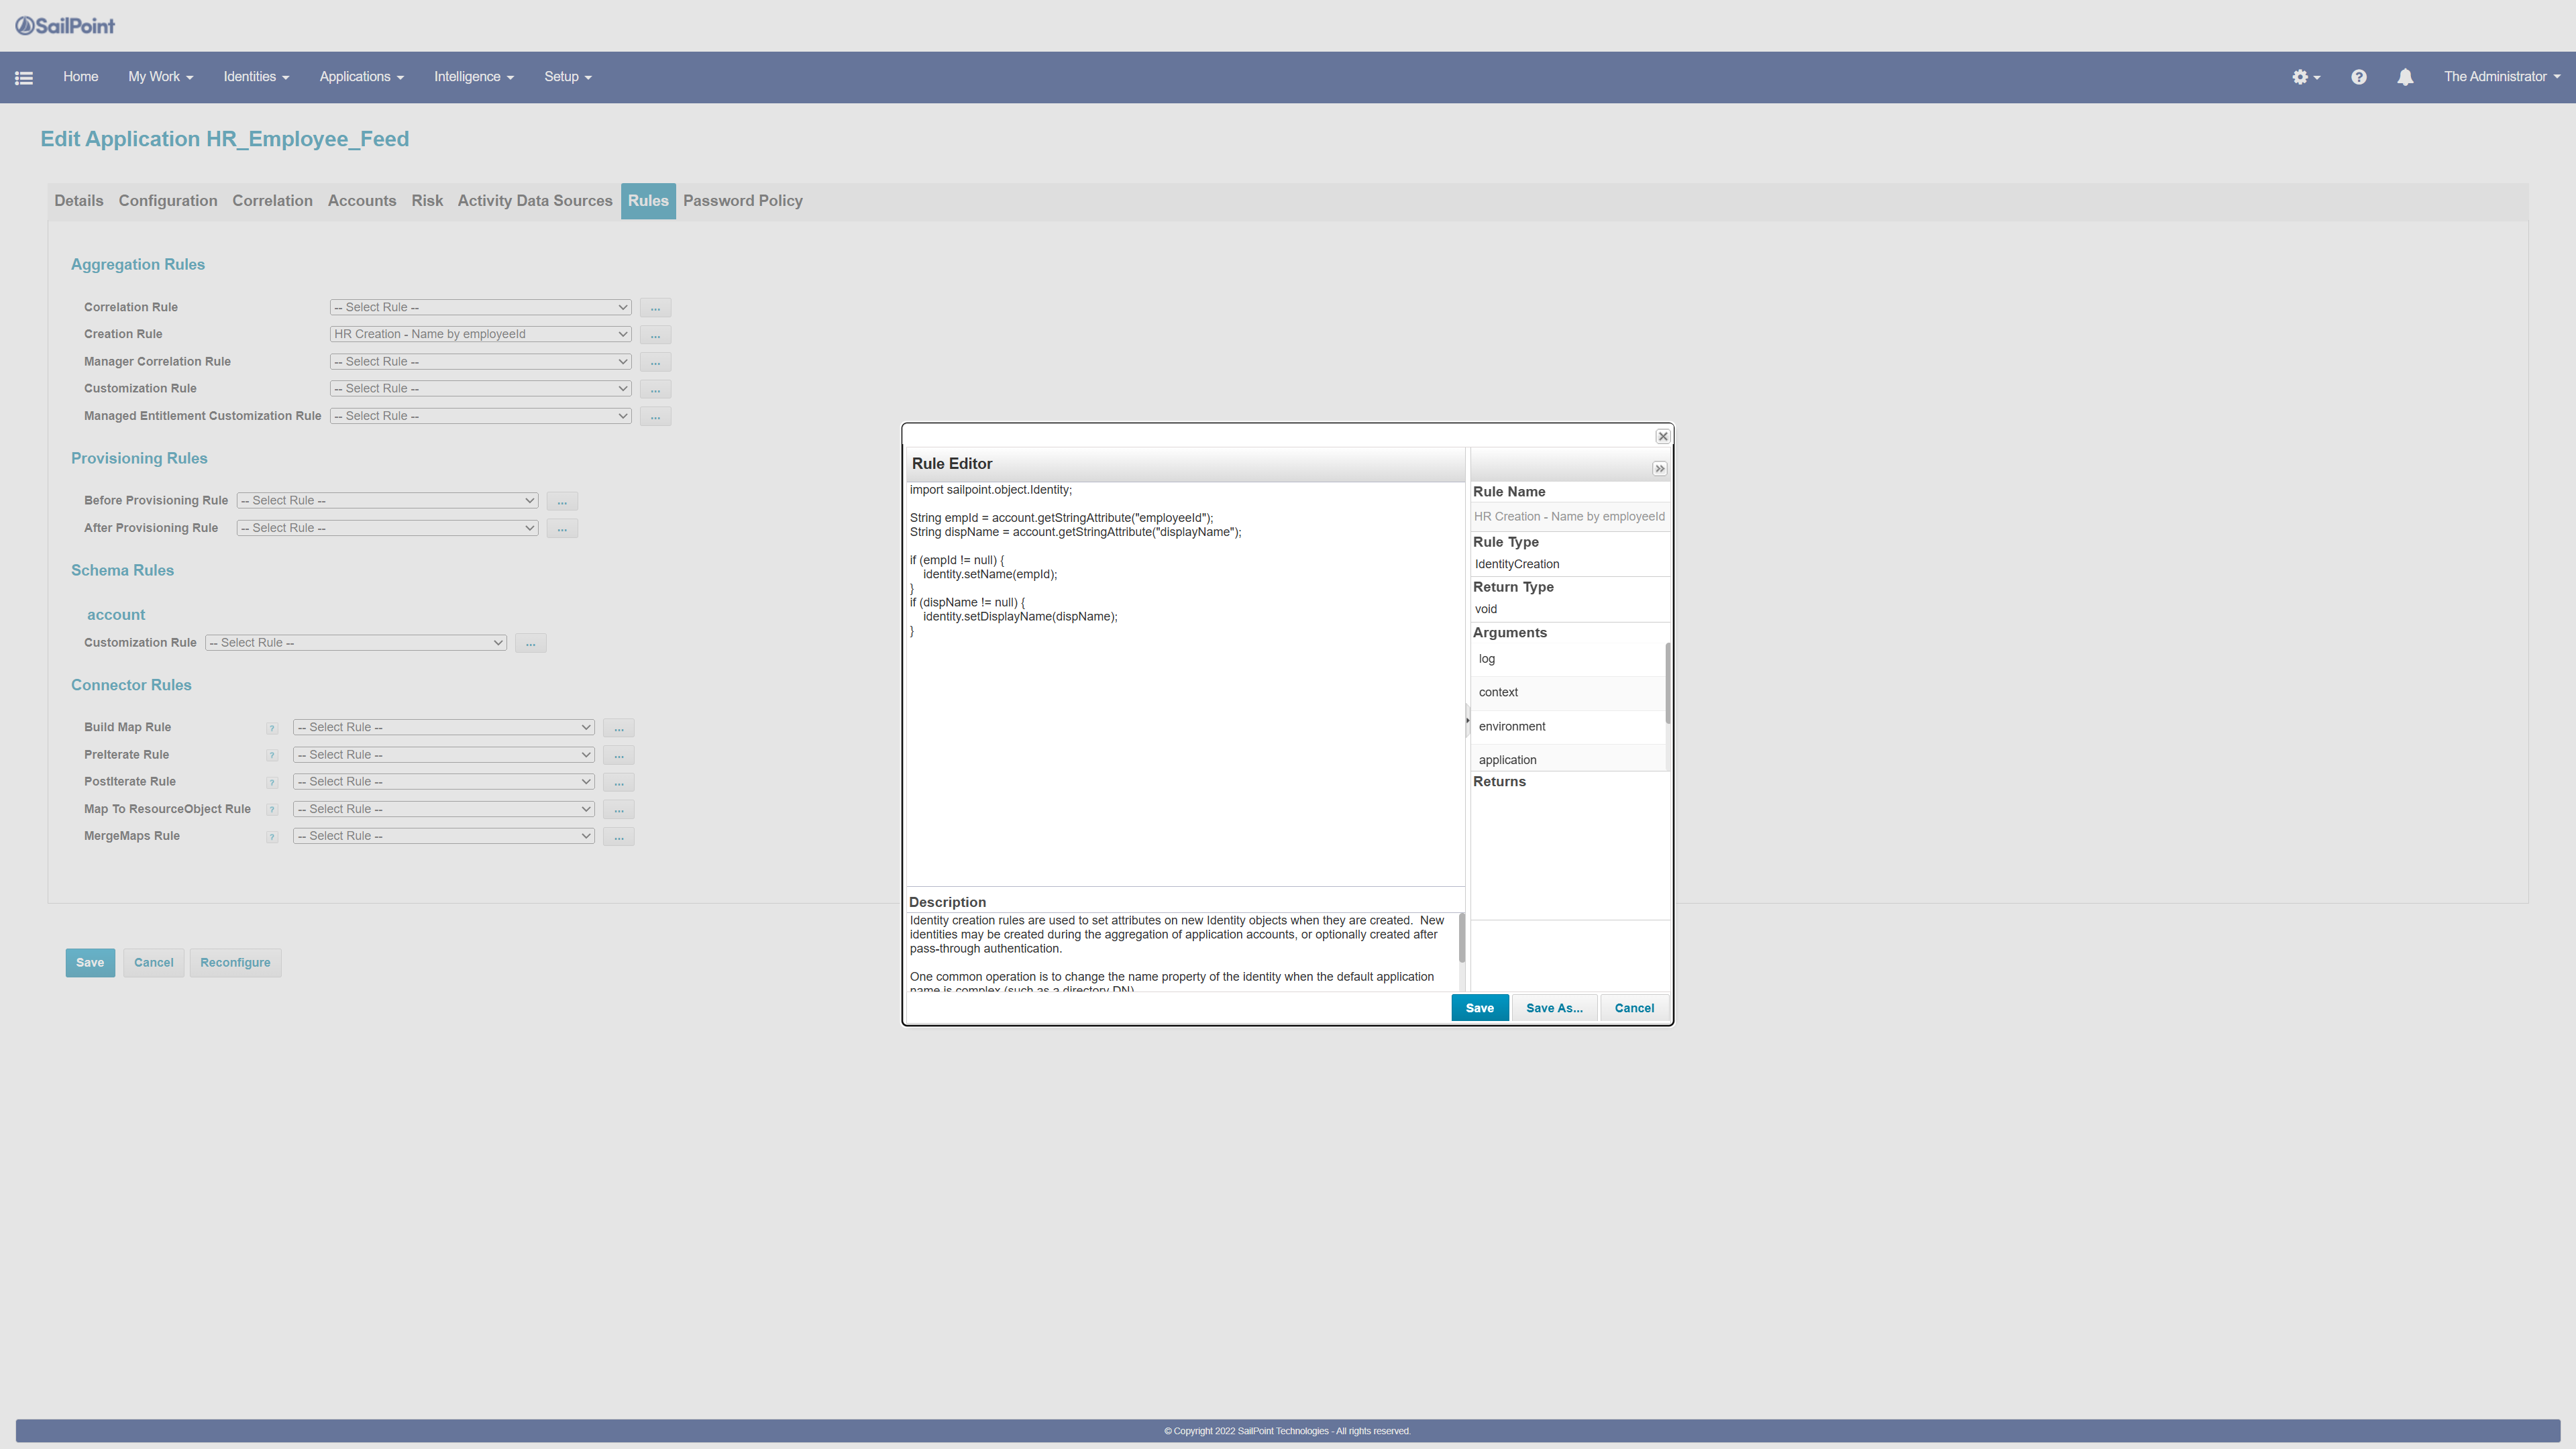 SailPoint
Home My Work Identities Applications Intelligence Setup The Administrator
Edit Application HR_Employee_Feed
Details Configuration Correlation Accounts Risk Activity Data Sources Rules Password Policy
Aggregation Rules
Correlation Rule -- Select Rule -- ...
Creation Rule HR Creation - Name by employeeId ...
Manager Correlation Rule -- Select Rule -- ...
Customization Rule -- Select Rule -- ...
Managed Entitlement Customization Rule -- Select Rule -- ...
Provisioning Rules
Before Provisioning Rule -- Select Rule -- ...
After Provisioning Rule -- Select Rule -- ...
Schema Rules
account
Customization Rule -- Select Rule -- ...
Connector Rules
Build Map Rule ? -- Select Rule -- ...
PreIterate Rule ? -- Select Rule -- ...
PostIterate Rule ? -- Select Rule -- ...
Map To ResourceObject Rule ? -- Select Rule -- ...
MergeMaps Rule ? -- Select Rule -- ...
Save Cancel Reconfigure
Rule Editor
import sailpoint.object.Identity;
String empId = account.getStringAttribute("employeeId");
String dispName = account.getStringAttribute("displayName");
if (empId != null) {
identity.setName(empId);
}
if (dispName != null) {
identity.setDisplayName(dispName);
}
Description
Identity creation rules are used to set attributes on new Identity objects when they are created.  New
identities may be created during the aggregation of application accounts, or optionally created after
pass-through authentication.
One common operation is to change the name property of the identity when the default application
name is complex (such as a directory DN).
Rule Name
HR Creation - Name by employeeId
Rule Type
IdentityCreation
Return Type
void
Arguments
log
context
environment
application
Returns
Save Save As... Cancel
© Copyright 2022 SailPoint Technologies - All rights reserved.